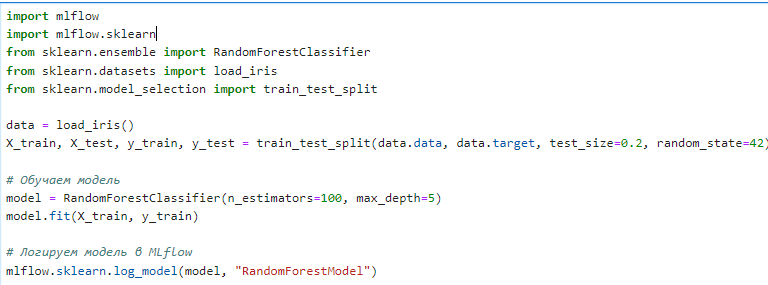 import mlflow
import mlflow.sklearn
from sklearn.ensemble import RandomForestClassifier
from sklearn.datasets import load_iris
from sklearn.model_selection import train_test_split
data = load_iris()
X_train, X_test, y_train, y_test = train_test_split(data.data, data.target, test_size=0.2, random_state=42)
# Обучаем модель
model = RandomForestClassifier(n_estimators=100, max_depth=5)
model.fit(X_train, y_train)
# Логируем модель в MLflow
mlflow.sklearn.log_model(model, "RandomForestModel")